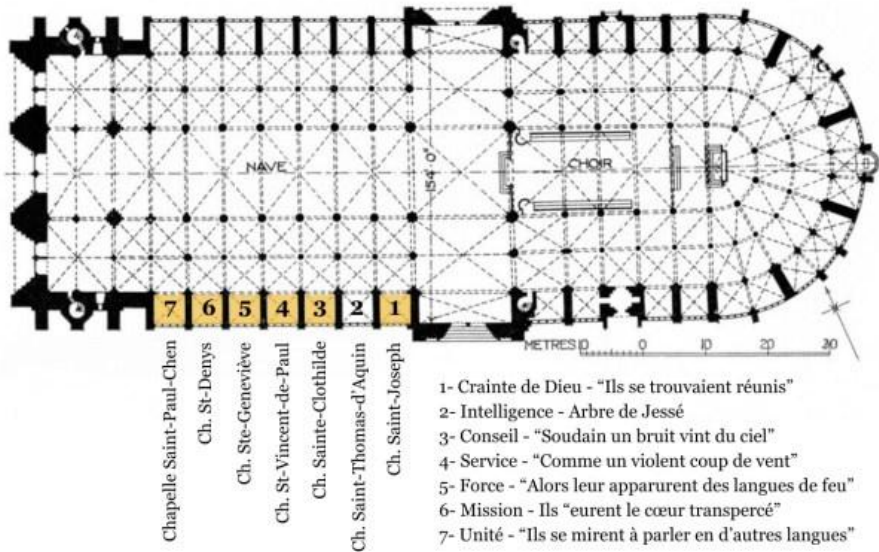 NAVE
CHOIR
154' 0"
7 6 5 4 3 2 1
METRES 10 0 10 20 30
Chapelle Saint-Paul-Chen
Ch. St-Denys
Ch. Ste-Geneviève
Ch. St-Vincent-de-Paul
Ch. Sainte-Clothilde
Ch. Saint-Thomas-d'Aquin
Ch. Saint-Joseph
1- Crainte de Dieu - “Ils se trouvaient réunis”
2- Intelligence - Arbre de Jessé
3- Conseil - “Soudain un bruit vint du ciel”
4- Service - “Comme un violent coup de vent”
5- Force - “Alors leur apparurent des langues de feu”
6- Mission - Ils “eurent le cœur transpercé”
7- Unité - “Ils se mirent à parler en d'autres langues”